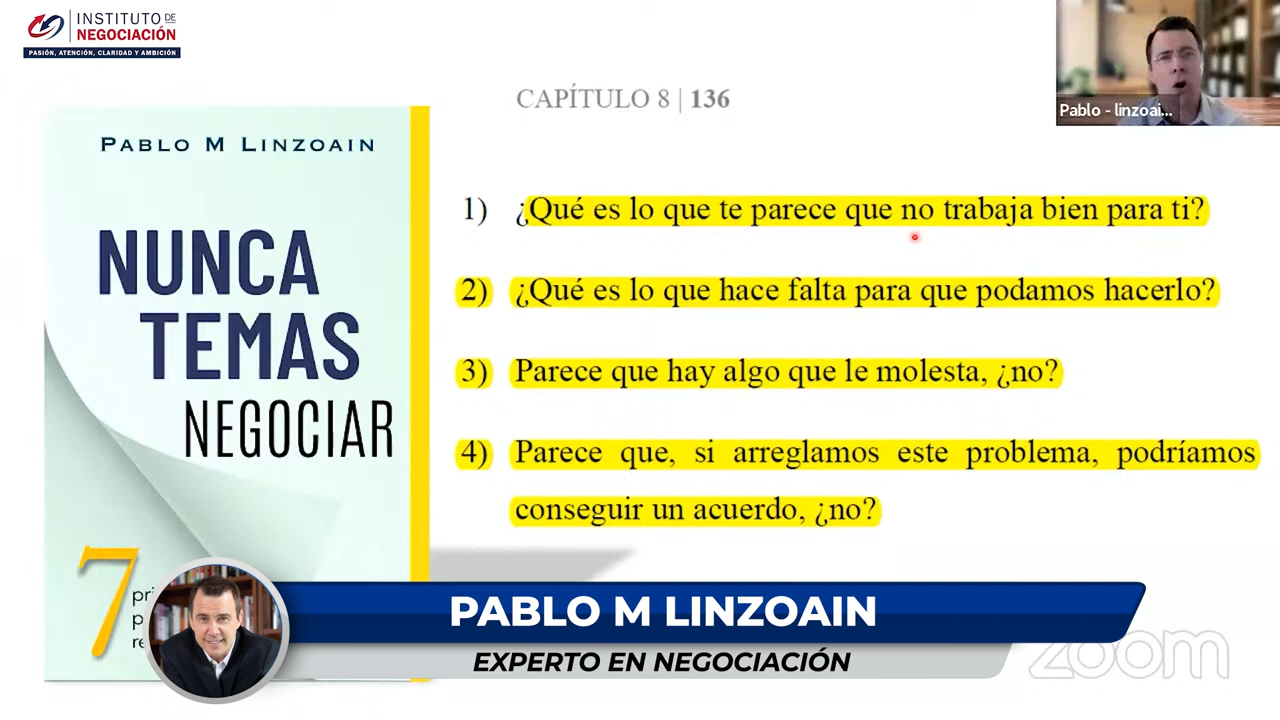 INSTITUTO DE
NEGOCIACIÓN
PASIÓN, ATENCIÓN, CLARIDAD Y AMBICIÓN
Pablo - linzoai...
CAPÍTULO 8 | 136
PABLO M LINZOAIN
NUNCA
TEMAS
NEGOCIAR
7
1) ¿Qué es lo que te parece que no trabaja bien para ti?
2) ¿Qué es lo que hace falta para que podamos hacerlo?
3) Parece que hay algo que le molesta, ¿no?
4) Parece que, si arreglamos este problema, podríamos
conseguir un acuerdo, ¿no?
PABLO M LINZOAIN
EXPERTO EN NEGOCIACIÓN
zoom